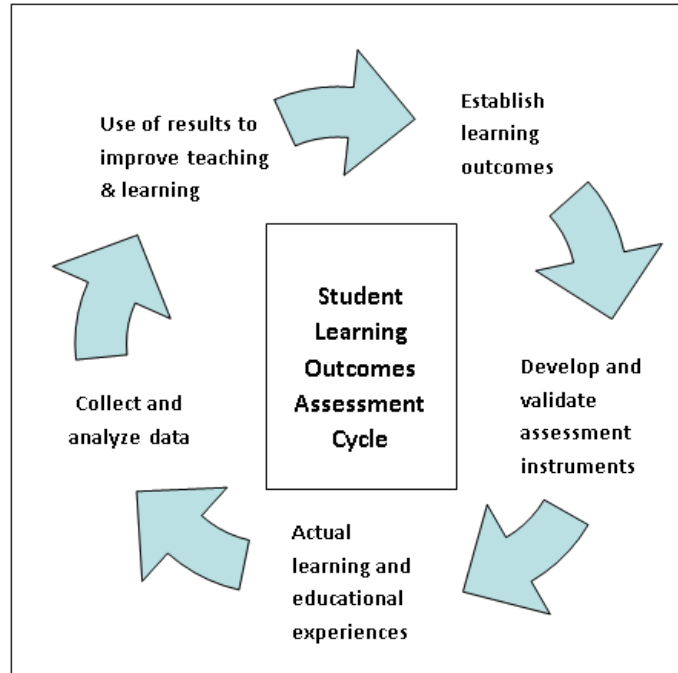 Use of results to
improve teaching
& learning
Establish
learning
outcomes
Student
Learning
Outcomes
Assessment
Cycle
Develop and
validate
assessment
instruments
Actual
learning and
educational
experiences
Collect and
analyze data